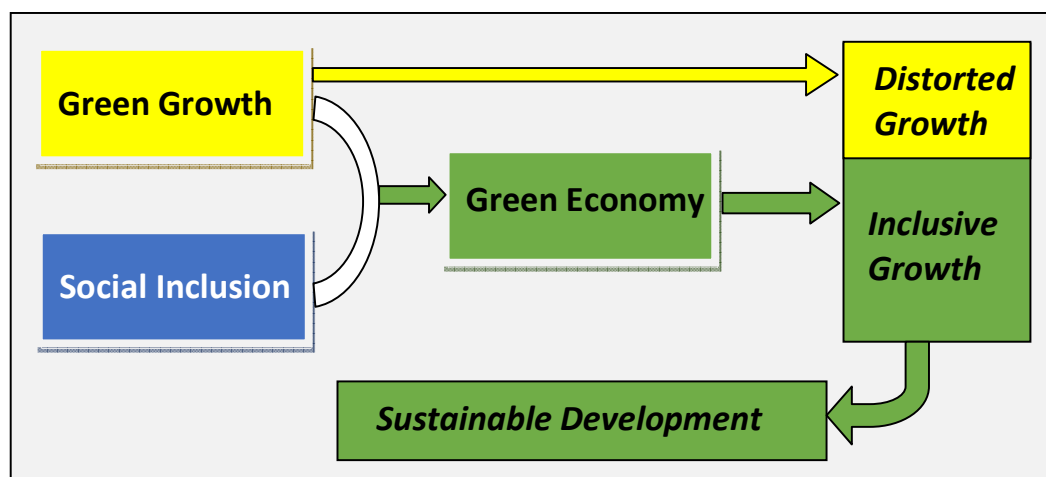 Green Growth
Distorted
Growth
Green Economy
Inclusive
Growth
Social Inclusion
Sustainable Development